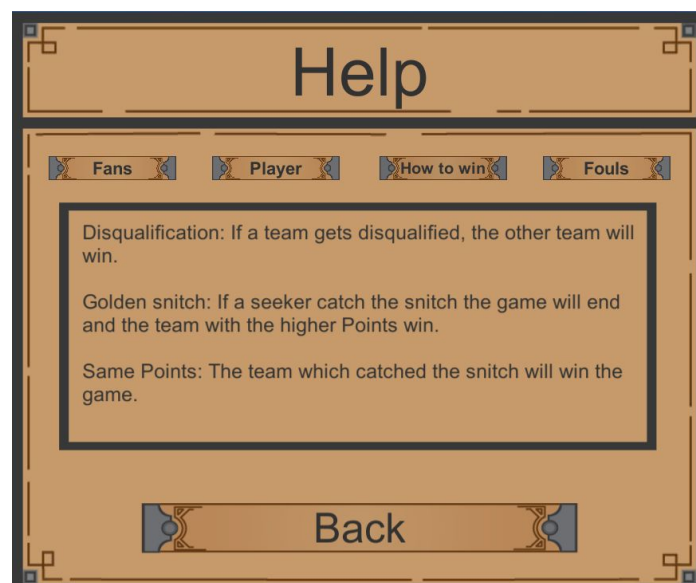 Help
Fans
Player
How to win
Fouls
Disqualification: If a team gets disqualified, the other team will
win.
Golden snitch: If a seeker catch the snitch the game will end
and the team with the higher Points win.
Same Points: The team which catched the snitch will win the
game.
Back